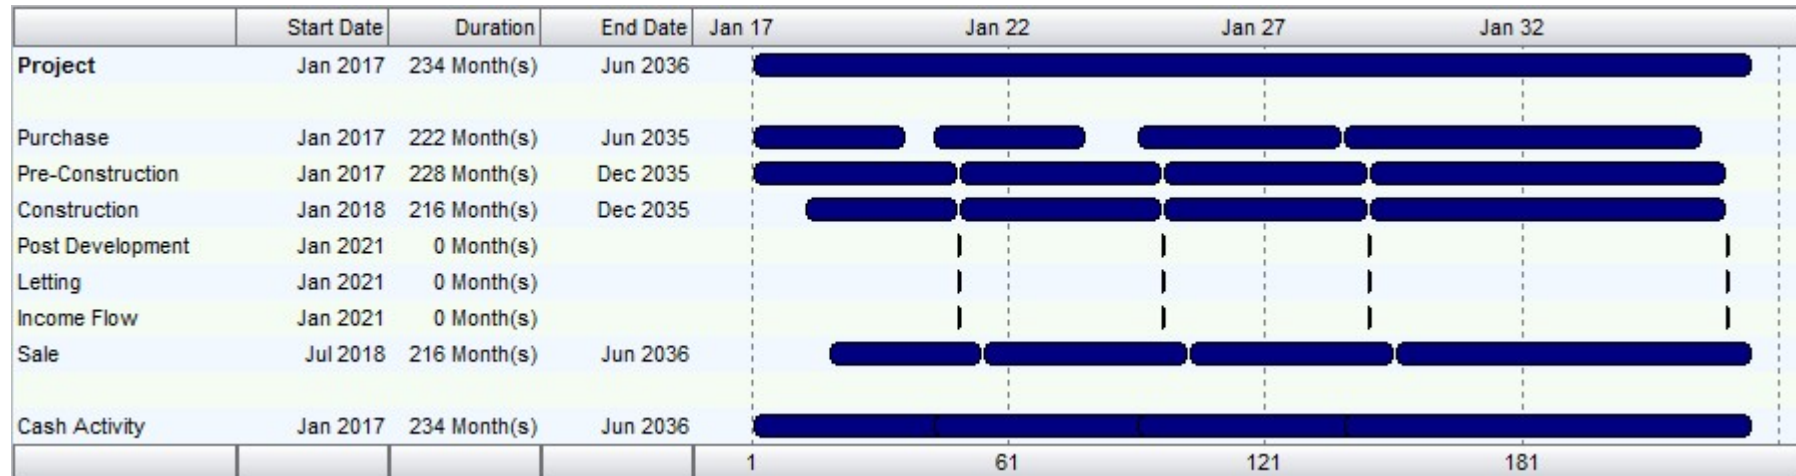 Start Date Duration End Date Jan 17 Jan 22 Jan 27 Jan 32
Project Jan 2017 234 Month(s) Jun 2036
Purchase Jan 2017 222 Month(s) Jun 2035
Pre-Construction Jan 2017 228 Month(s) Dec 2035
Construction Jan 2018 216 Month(s) Dec 2035
Post Development Jan 2021 0 Month(s)
Letting Jan 2021 0 Month(s)
Income Flow Jan 2021 0 Month(s)
Sale Jul 2018 216 Month(s) Jun 2036
Cash Activity Jan 2017 234 Month(s) Jun 2036
1 61 121 181